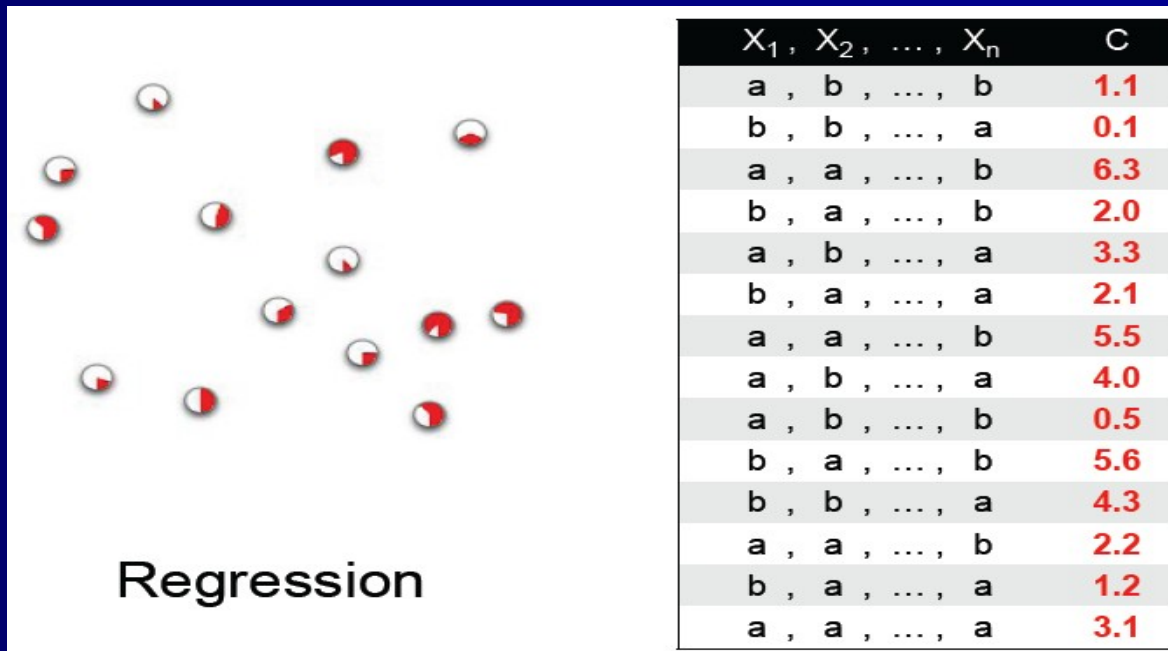 X₁ , X₂ , ... , Xₙ C
a , b , ... , b 1.1
b , b , ... , a 0.1
a , a , ... , b 6.3
b , a , ... , b 2.0
a , b , ... , a 3.3
b , a , ... , a 2.1
a , a , ... , b 5.5
a , b , ... , a 4.0
a , b , ... , b 0.5
b , a , ... , b 5.6
b , b , ... , a 4.3
a , a , ... , b 2.2
b , a , ... , a 1.2
a , a , ... , a 3.1
Regression